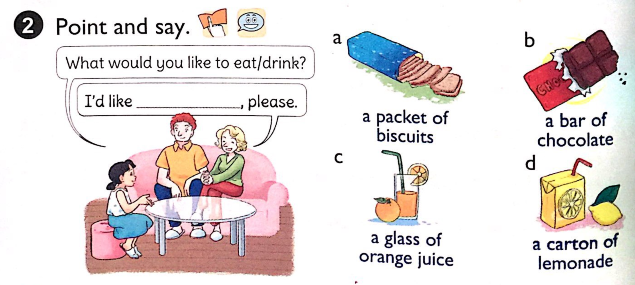 2 Point and say.
What would you like to eat/drink?
I'd like ____________, please.
a
a packet of
biscuits
b
CHO
a bar of
chocolate
c
a glass of
orange juice
d
a carton of
lemonade